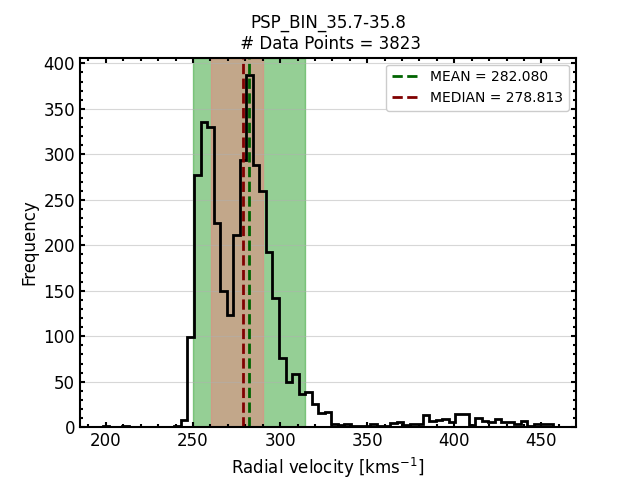 PSP_BIN_35.7-35.8
# Data Points = 3823
MEAN = 282.080
MEDIAN = 278.813
Frequency
400
350
300
250
200
150
100
50
0
200 250 300 350 400 450
Radial velocity [kms⁻¹]